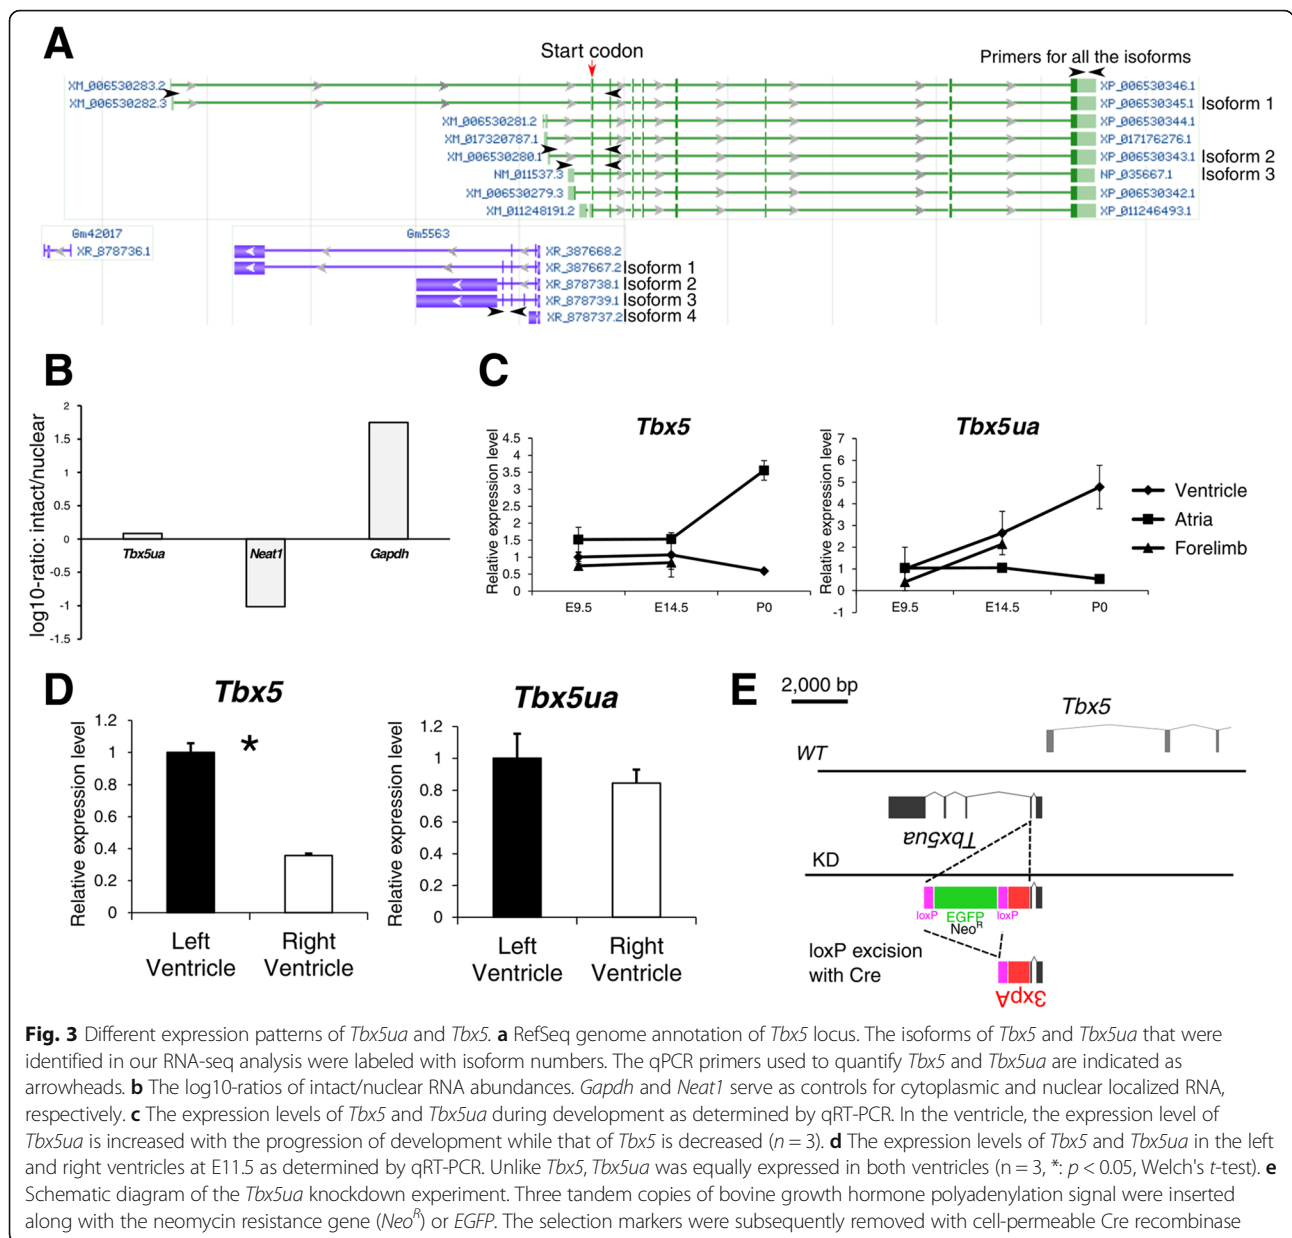 A
Start codon
Primers for all the isoforms
XM_006530283.2 XP_006530346.1
XM_006530282.3 XP_006530345.1 Isoform 1
XM_006530281.2 XP_006530344.1
XM_017320787.1 XP_017176276.1
XM_006530280.1 XP_006530343.1 Isoform 2
NM_011537.3 NP_035667.1 Isoform 3
XM_006530279.3 XP_006530342.1
XM_011248191.2 XP_011246493.1
Gm42017 Gm5563
XR_878736.1 XR_387668.2
XR_387667.2 Isoform 1
XR_878738.1 Isoform 2
XR_878739.1 Isoform 3
XR_878737.2 Isoform 4
B
log10-ratio: intact/nuclear
2
1.5
1
0.5
0
-0.5
-1
-1.5
Tbx5ua Neat1 Gapdh
C
Tbx5
Relative expression level
4.5
4
3.5
3
2.5
2
1.5
1
0.5
0
E9.5 E14.5 P0
Tbx5ua
Relative expression level
7
6
5
4
3
2
1
0
-1
E9.5 E14.5 P0
Ventricle
Atria
Forelimb
D
Tbx5
Relative expression level
1.2
1
0.8
0.6
0.4
0.2
0
*
Left Ventricle
Right Ventricle
Tbx5ua
Relative expression level
1.2
1
0.8
0.6
0.4
0.2
0
Left Ventricle
Right Ventricle
E
2,000 bp
Tbx5
WT
Tbx5ua
KD
loxP EGFP loxP
Neo^R
loxP excision
with Cre
3xpA
Fig. 3 Different expression patterns of Tbx5ua and Tbx5. a RefSeq genome annotation of Tbx5 locus. The isoforms of Tbx5 and Tbx5ua that were
identified in our RNA-seq analysis were labeled with isoform numbers. The qPCR primers used to quantify Tbx5 and Tbx5ua are indicated as
arrowheads. b The log10-ratios of intact/nuclear RNA abundances. Gapdh and Neat1 serve as controls for cytoplasmic and nuclear localized RNA,
respectively. c The expression levels of Tbx5 and Tbx5ua during development as determined by qRT-PCR. In the ventricle, the expression level of
Tbx5ua is increased with the progression of development while that of Tbx5 is decreased (n = 3). d The expression levels of Tbx5 and Tbx5ua in the left
and right ventricles at E11.5 as determined by qRT-PCR. Unlike Tbx5, Tbx5ua was equally expressed in both ventricles (n = 3, *: p < 0.05, Welch's t-test). e
Schematic diagram of the Tbx5ua knockdown experiment. Three tandem copies of bovine growth hormone polyadenylation signal were inserted
along with the neomycin resistance gene (Neo^R) or EGFP. The selection markers were subsequently removed with cell-permeable Cre recombinase